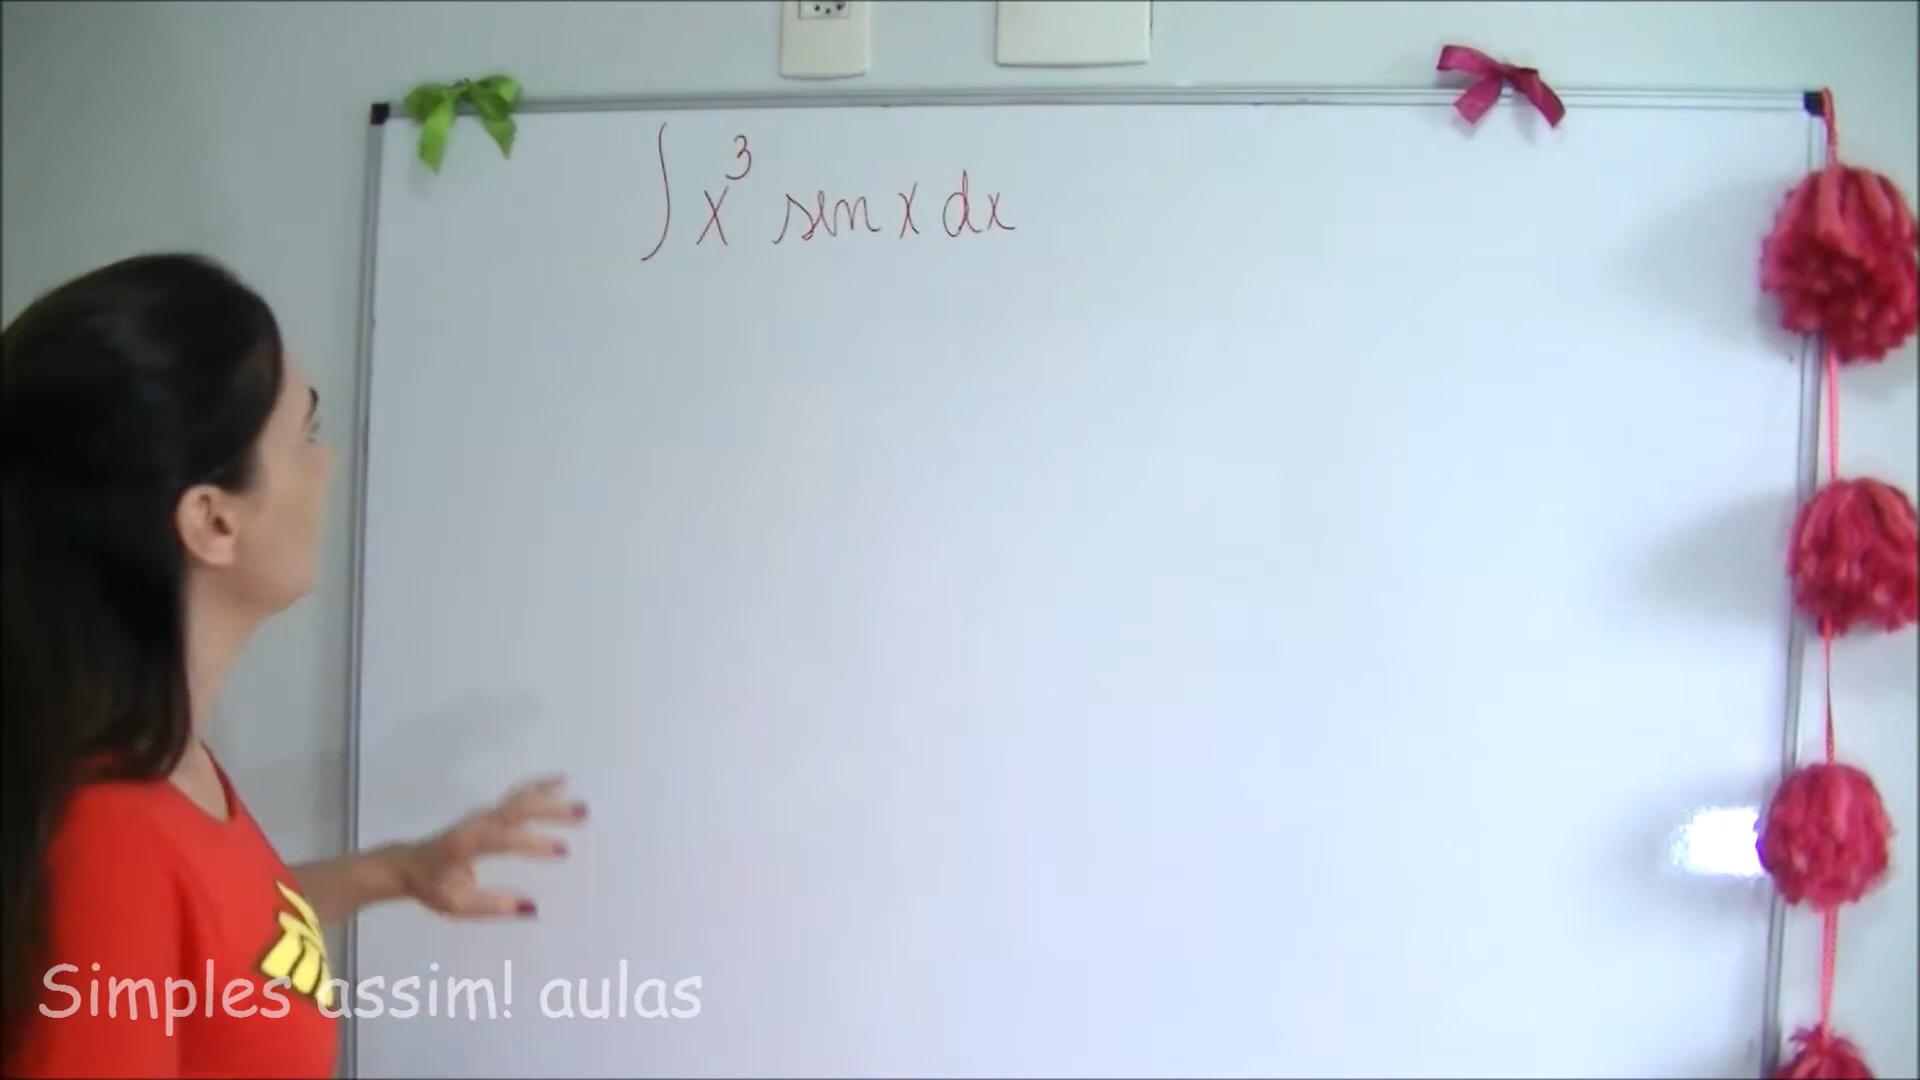 ∫ x³ sen x dx
Simples assim! aulas